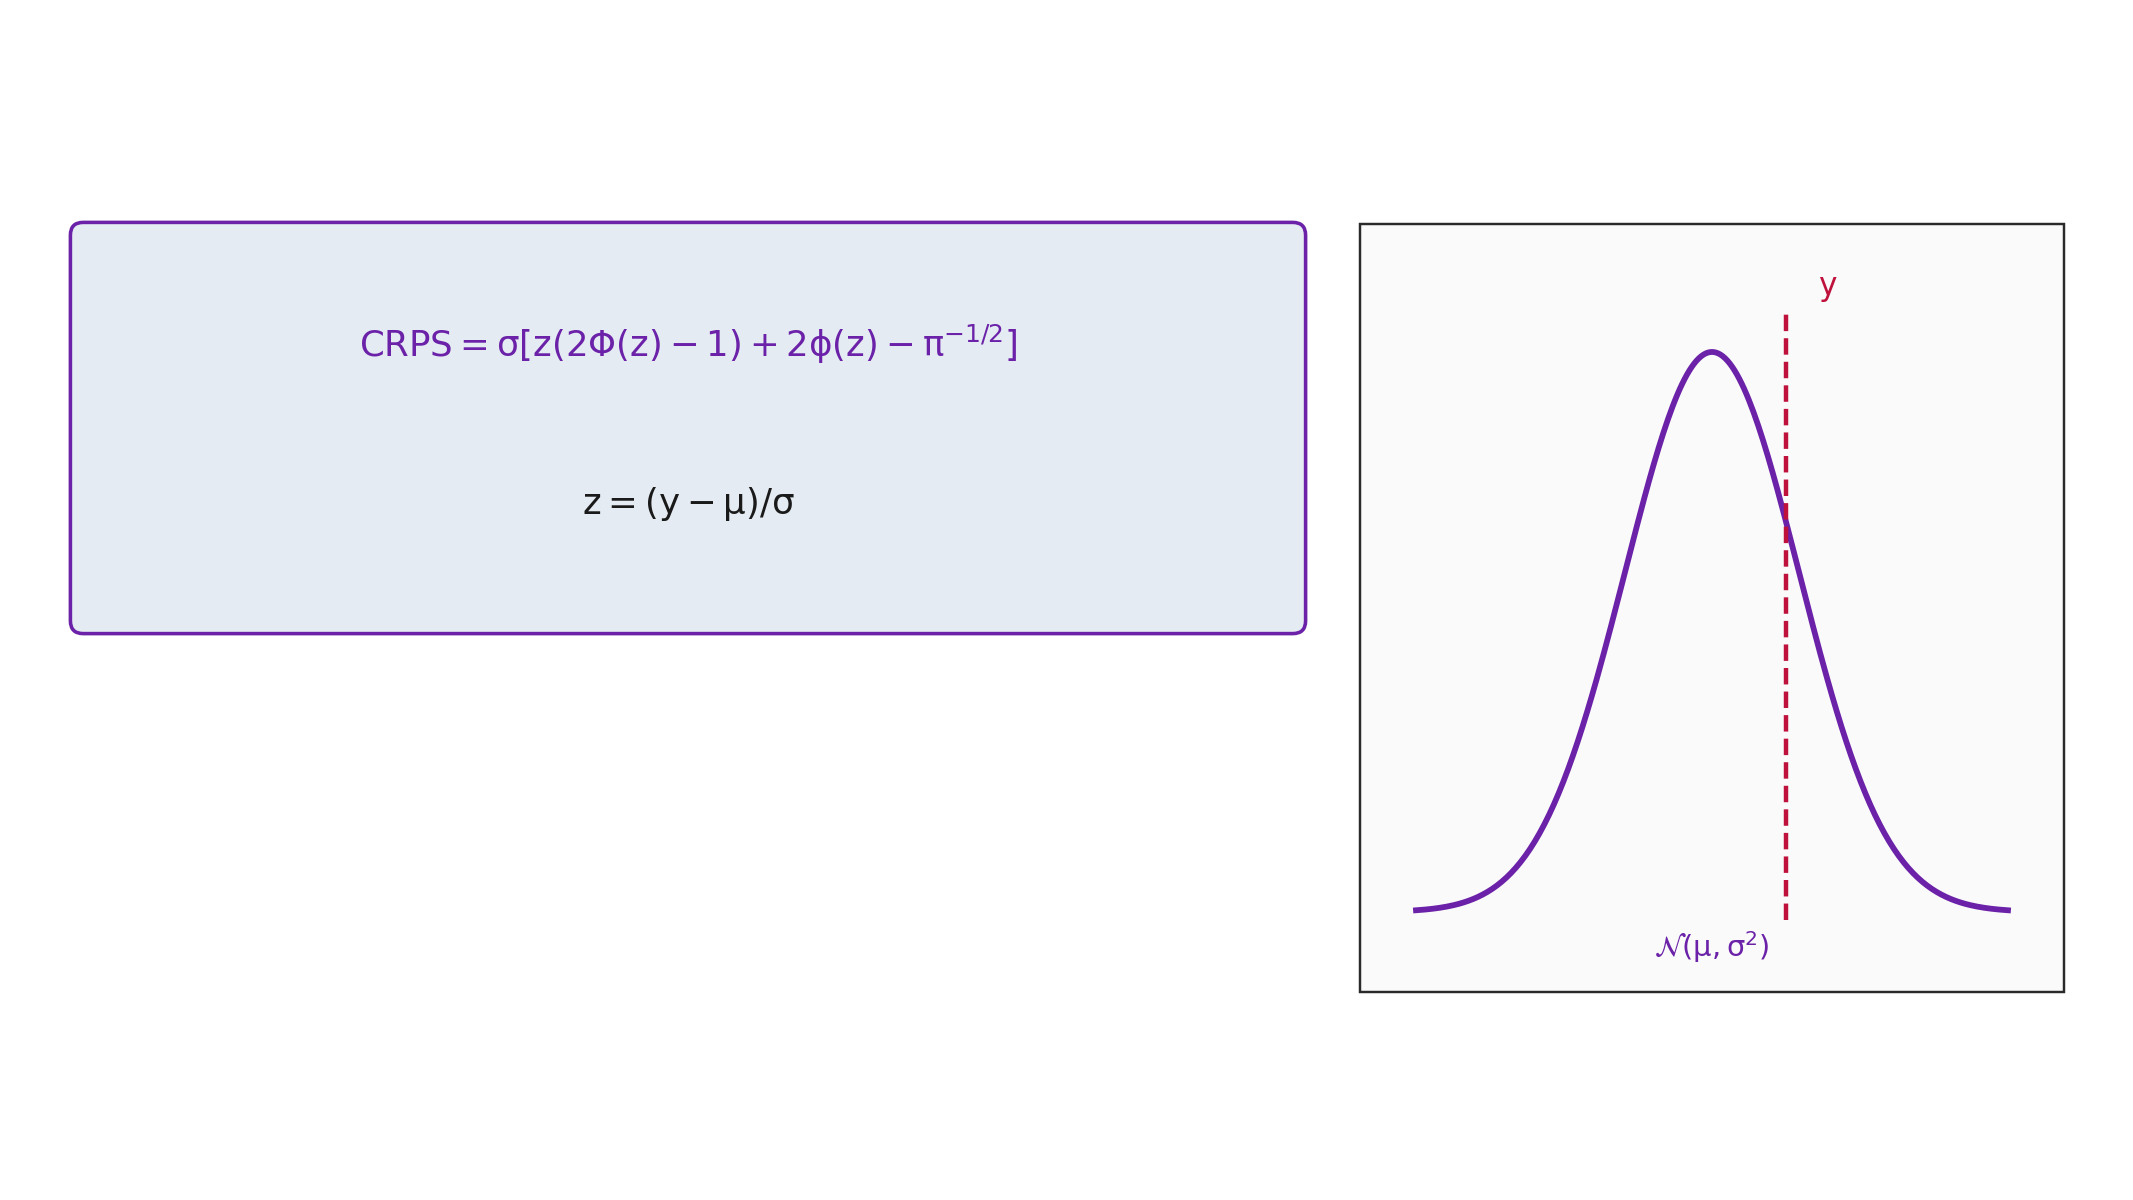 CRPS = σ[z(2Φ(z) − 1) + 2ϕ(z) − π^{−1/2}]
z = (y − μ)/σ
y
𝒩(μ, σ²)